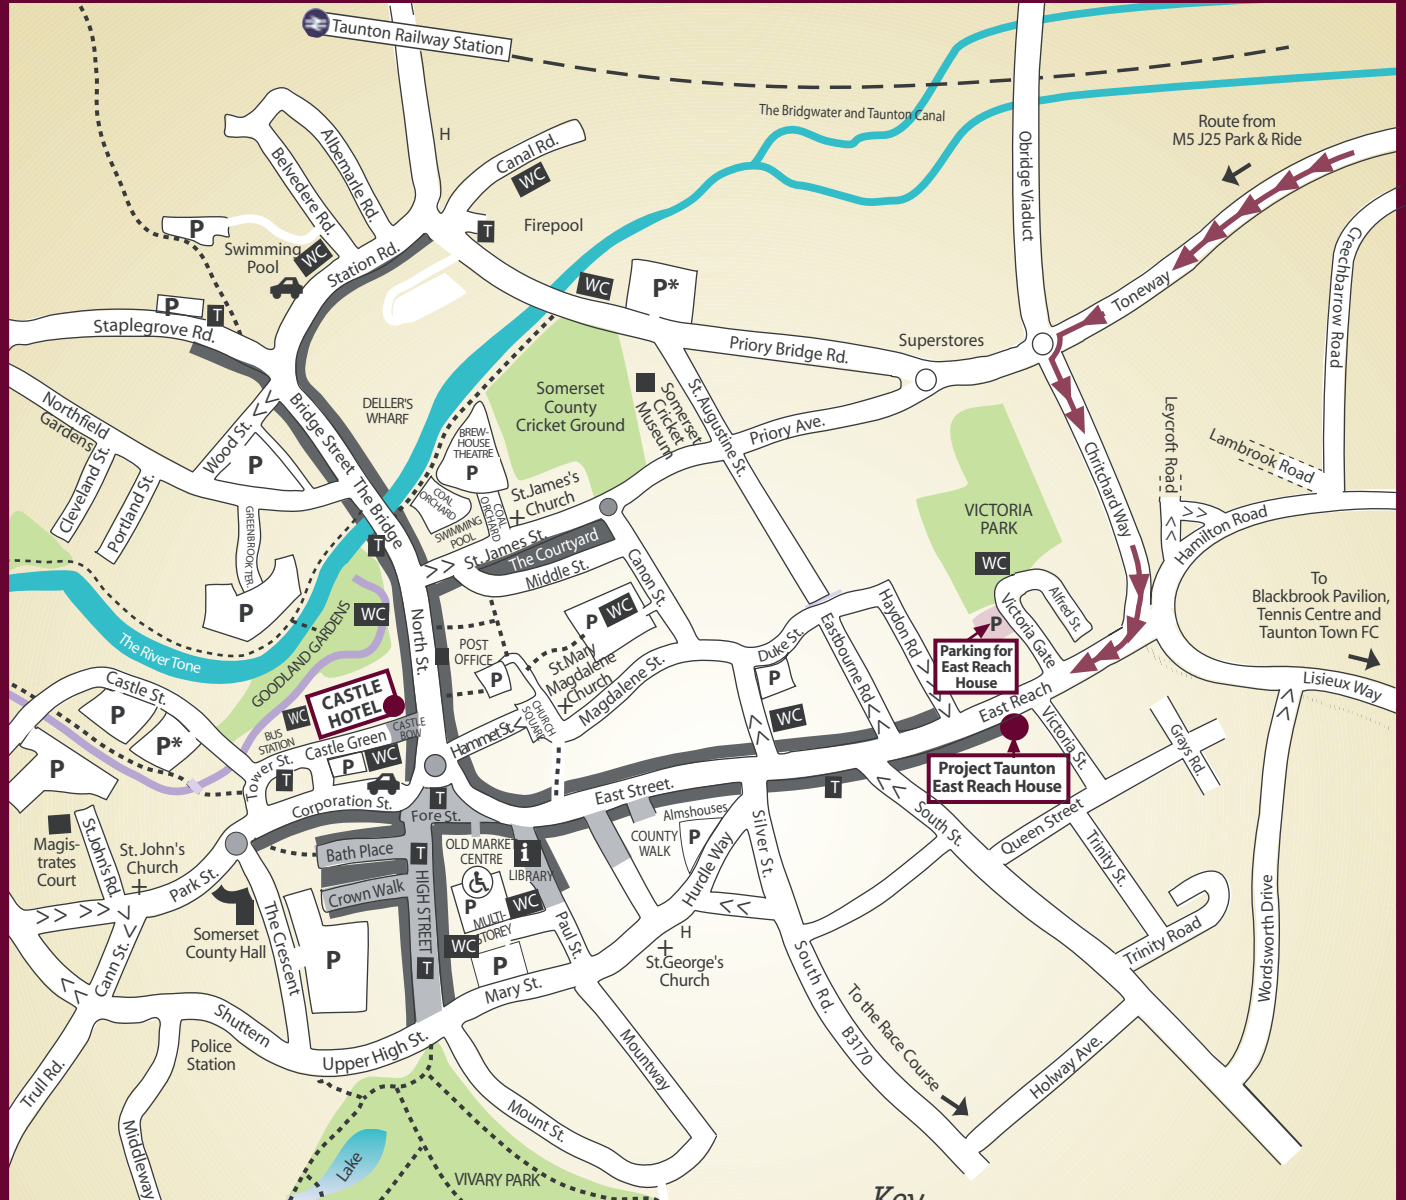 Taunton Railway Station
The Bridgwater and Taunton Canal
Route from
M5 J25 Park & Ride
H
Canal Rd.
WC
Albemarle Rd.
Belvedere Rd.
Obridge Viaduct
P
Swimming
Pool
WC
Station Rd.
T
Firepool
Creechbarrow Road
WC
P*
Toneway
P
T
Staplegrove Rd.
Priory Bridge Rd.
Superstores
Northfield
Gardens
Wood St.
P
Bridge Street
The Bridge
DELLER'S
WHARF
Somerset
County
Cricket Ground
Somerset
Cricket
Museum
St. Augustine St.
Priory Ave.
Chritchard Way
Leycroft Road
Lambrook Road
Hamilton Road
Cleveland St.
Portland St.
GREENBROOK TER.
P
BREW-
HOUSE
THEATRE
P
COAL
ORCHARD
COAL
ORCHARD
SWIMMING
POOL
St.James's
Church
St. James St.
The Courtyard
Middle St.
Canon St.
T
VICTORIA
PARK
WC
To
Blackbrook Pavilion,
Tennis Centre and
Taunton Town FC
Lisieux Way
The River Tone
GOODLAND GARDENS
WC
North St.
POST
OFFICE
P
P
WC
St.Mary
Magdalene
Church
Magdalene St.
CHURCH
SQUARE
Hammet St.
Duke St.
P
WC
Eastbourne Rd.
Haydon Rd.
Victoria Gate
Alfred St.
P
Parking for
East Reach
House
East Reach
Project Taunton
East Reach House
Victoria St.
Grays Rd.
Castle St.
P
P*
P
CASTLE
HOTEL
WC
BUS
STATION
Castle Green
CASTLE
BOW
P
WC
Tower St.
T
Corporation St.
T
Fore St.
East Street.
T
Almshouses
COUNTY
WALK
P
Hurdle Way
Silver St.
South St.
Queen Street
Trinity St.
Trinity Road
Wordsworth Drive
Magis-
trates
Court
St.John's Rd.
St. John's
Church
Park St.
Somerset
County Hall
Cann St.
The Crescent
P
Bath Place
Crown Walk
T
HIGH STREET
T
OLD MARKET
CENTRE
i
LIBRARY
P
WC
MULTI-
STOREY
WC
P
Paul St.
Mary St.
H
St.George's
Church
South Rd.
B3170
To the Race Course
Holway Ave.
Shuttern
Police
Station
Upper High St.
Trull Rd.
Middleway
Mountway
Mount St.
Lake
VIVARY PARK
Key